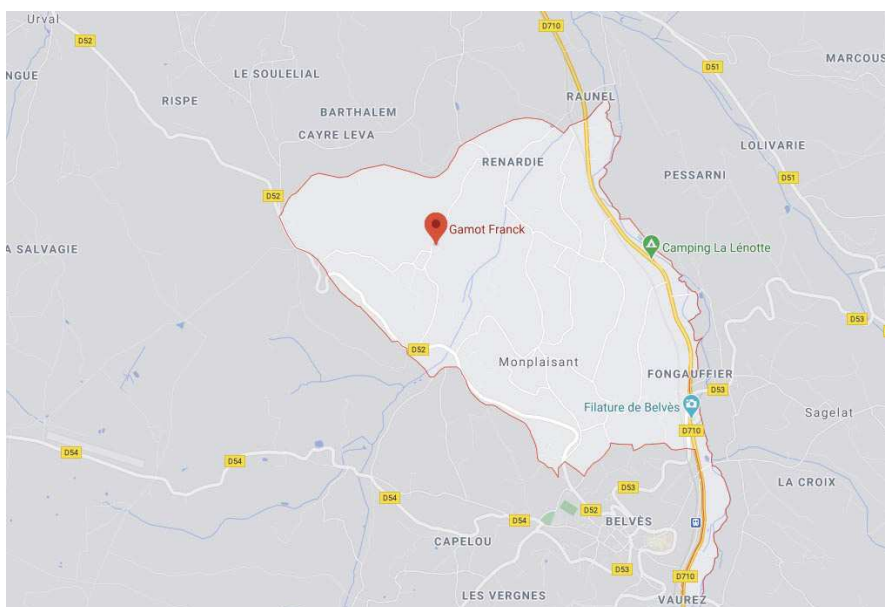 Urval
D52
D710
LE SOULELIAL
D51
MARCOUS
NGUE
RISPE
RAUNEL
BARTHALEM
CAYRE LEVA
LOLIVARIE
RENARDIE
PESSARNI
D51
D52
Gamot Franck
A SALVAGIE
Camping La Lénotte
D53
D52
Monplaisant
FONGAUFFIER
D53
Filature de Belvès
Sagelat
D710
D54
D54
D53
LA CROIX
D54
D54
D52
BELVÈS
CAPELOU
D53
D710
LES VERGNES
VAUREZ